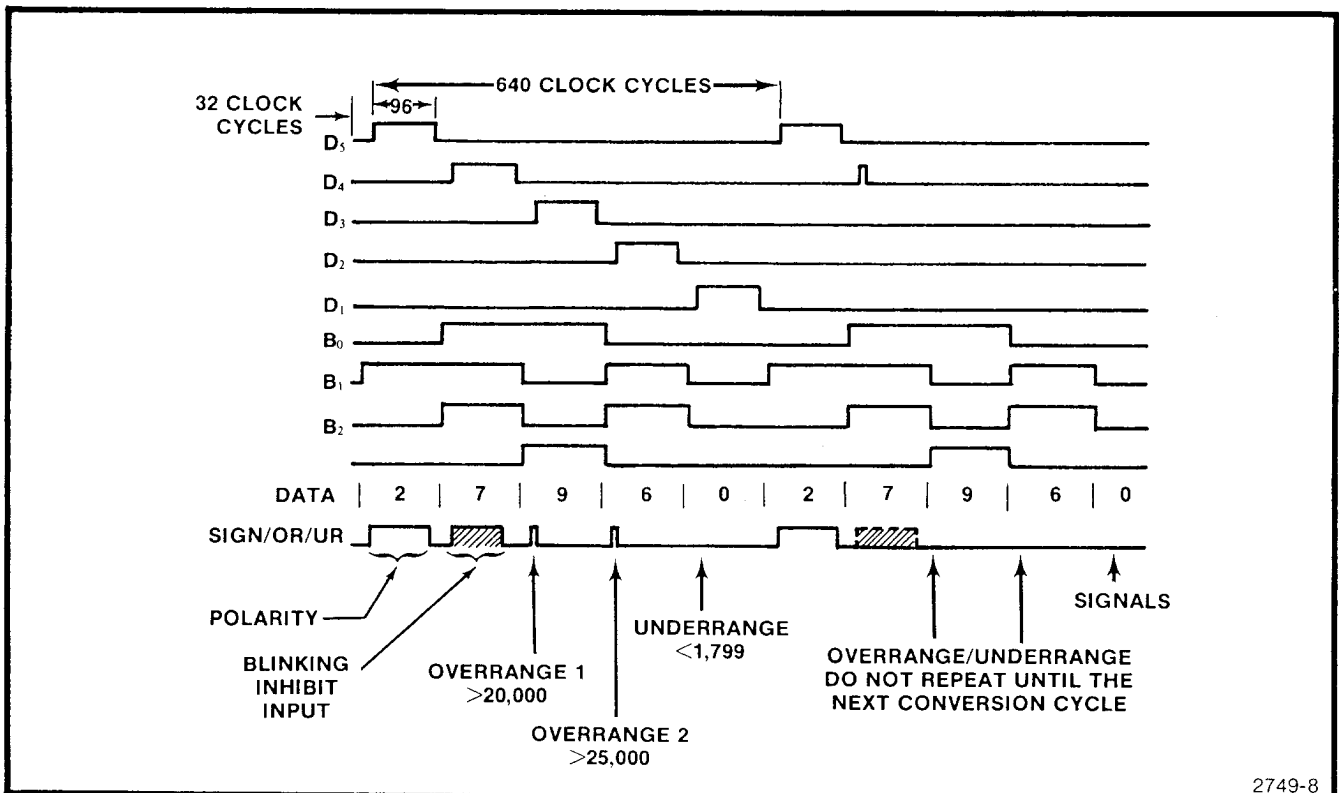 640 CLOCK CYCLES
32 CLOCK
CYCLES
96
D5
D4
D3
D2
D1
B0
B1
B2
DATA | 2 | 7 | 9 | 6 | 0 | 2 | 7 | 9 | 6 | 0
SIGN/OR/UR
POLARITY
BLINKING
INHIBIT
INPUT
OVERRANGE 1
>20,000
OVERRANGE 2
>25,000
UNDERRANGE
<1,799
OVERRANGE/UNDERRANGE
DO NOT REPEAT UNTIL THE
NEXT CONVERSION CYCLE
SIGNALS
2749-8